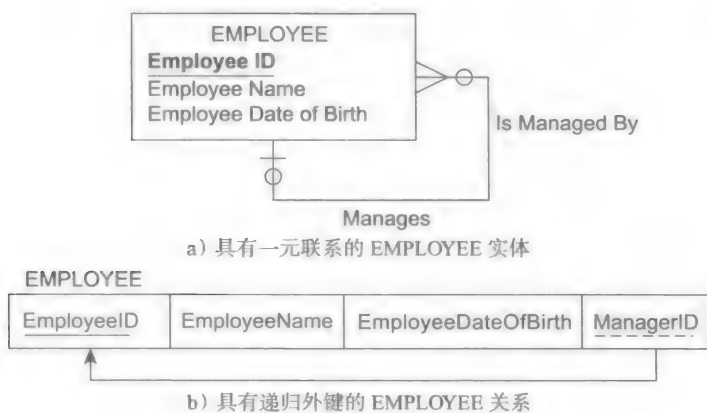 EMPLOYEE
Employee ID
Employee Name
Employee Date of Birth
Is Managed By
Manages
a) 具有一元联系的 EMPLOYEE 实体
EMPLOYEE
EmployeeID EmployeeName EmployeeDateOfBirth ManagerID
b) 具有递归外键的 EMPLOYEE 关系